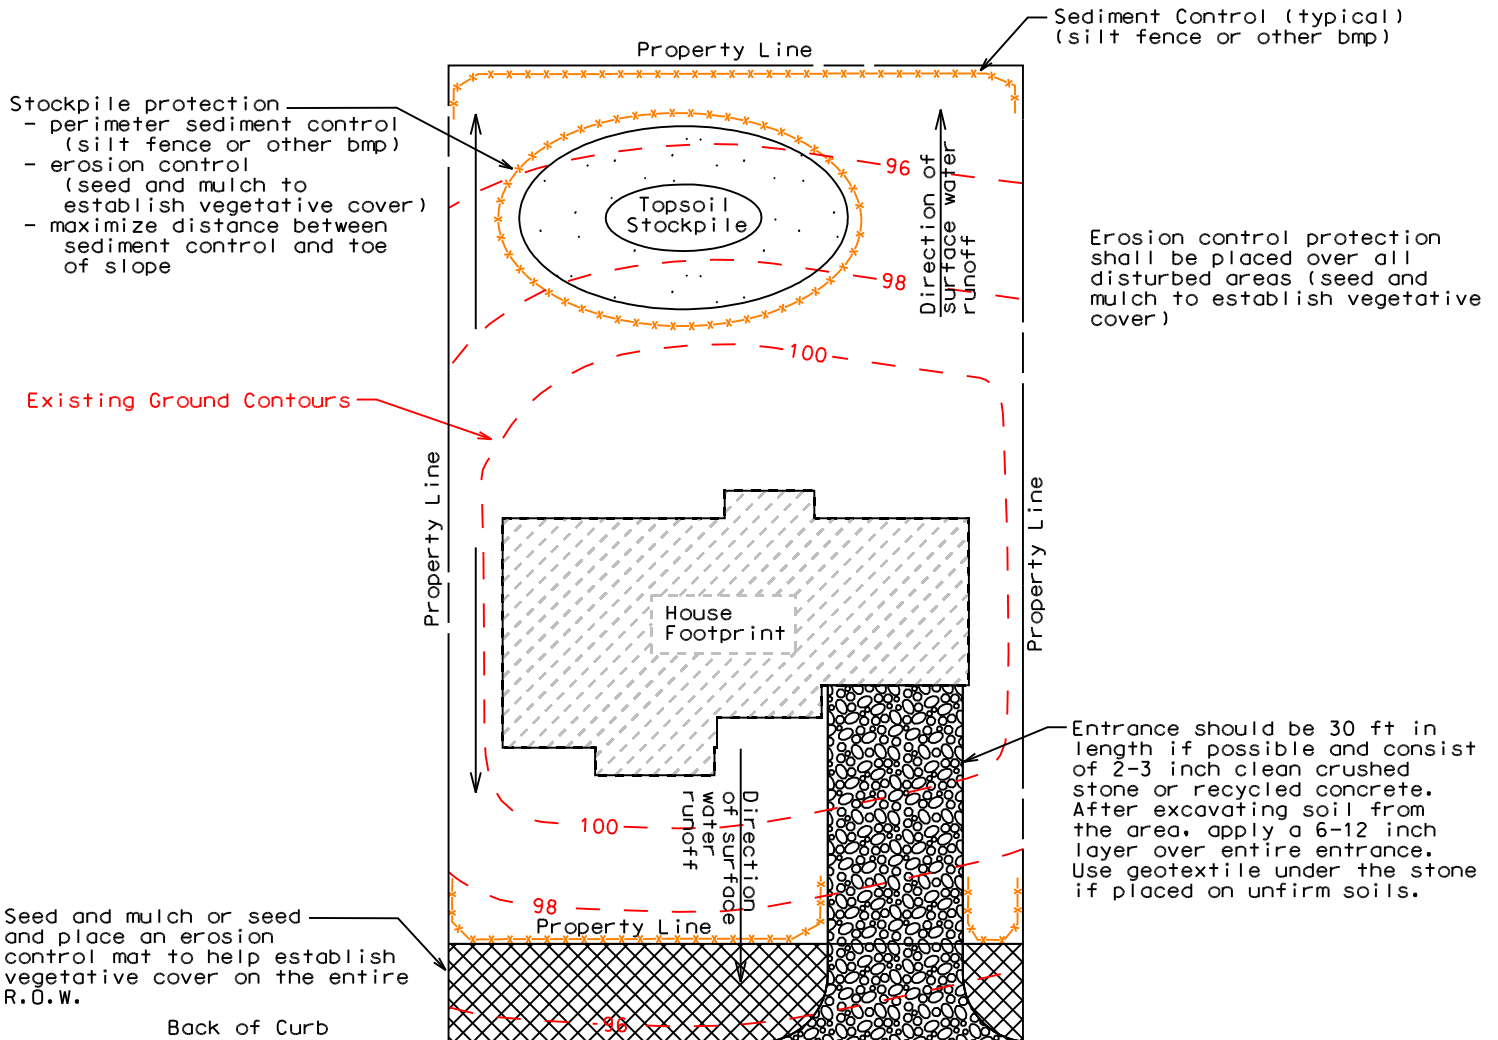 Sediment Control (typical)
(silt fence or other bmp)
Property Line
Stockpile protection
- perimeter sediment control
(silt fence or other bmp)
- erosion control
(seed and mulch to
establish vegetative cover)
- maximize distance between
sediment control and toe
of slope
96
Topsoil
Stockpile
Direction of
surface water
runoff
98
Erosion control protection
shall be placed over all
disturbed areas (seed and
mulch to establish vegetative
cover)
100
Existing Ground Contours
Property Line
Property Line
House
Footprint
Entrance should be 30 ft in
length if possible and consist
of 2-3 inch clean crushed
stone or recycled concrete.
After excavating soil from
the area, apply a 6-12 inch
layer over entire entrance.
Use geotextile under the stone
if placed on unfirm soils.
100
Direction
of surface
water
runoff
98
Property Line
Seed and mulch or seed
and place an erosion
control mat to help establish
vegetative cover on the entire
R.O.W.
96
Back of Curb